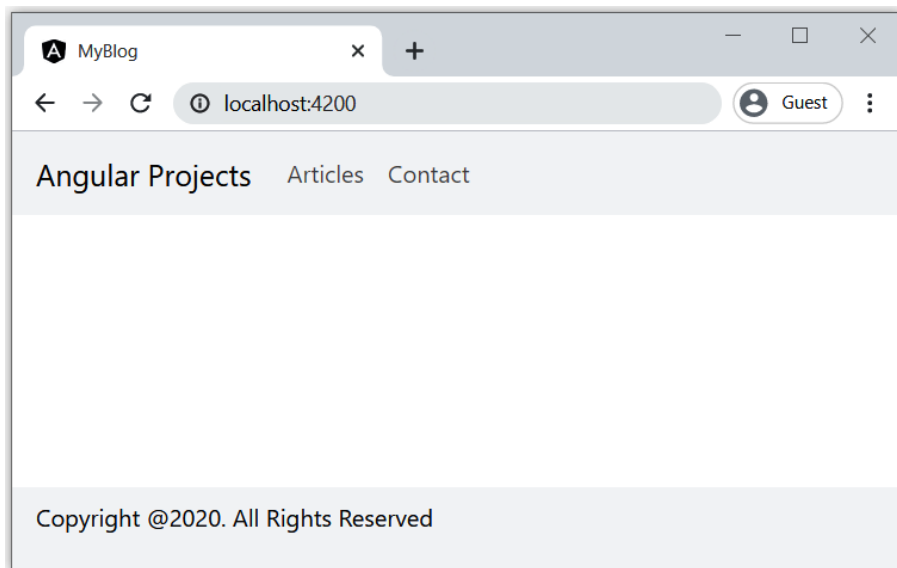 MyBlog
localhost:4200
Guest
Angular Projects Articles Contact
Copyright @2020. All Rights Reserved